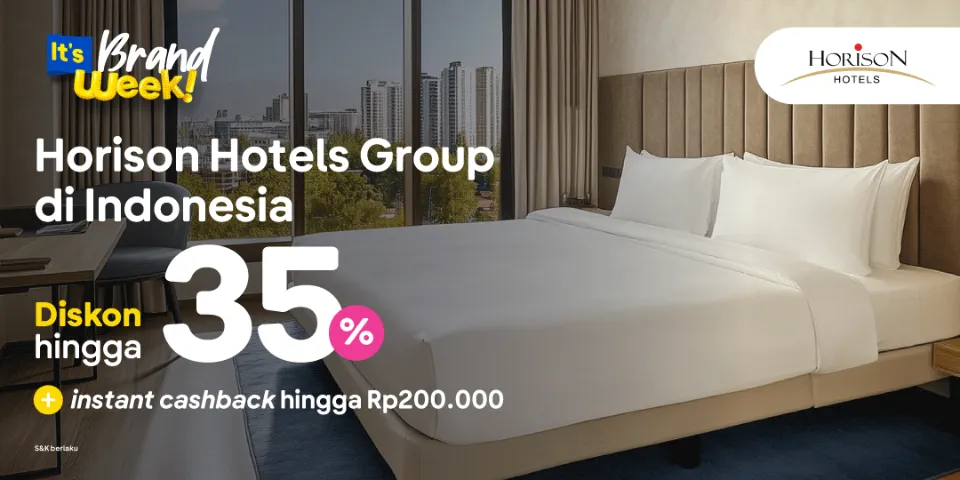 It's Brand
Week!
HORISON
HOTELS
Horison Hotels Group
di Indonesia
Diskon
hingga
35%
+ instant cashback hingga Rp200.000
S&K berlaku